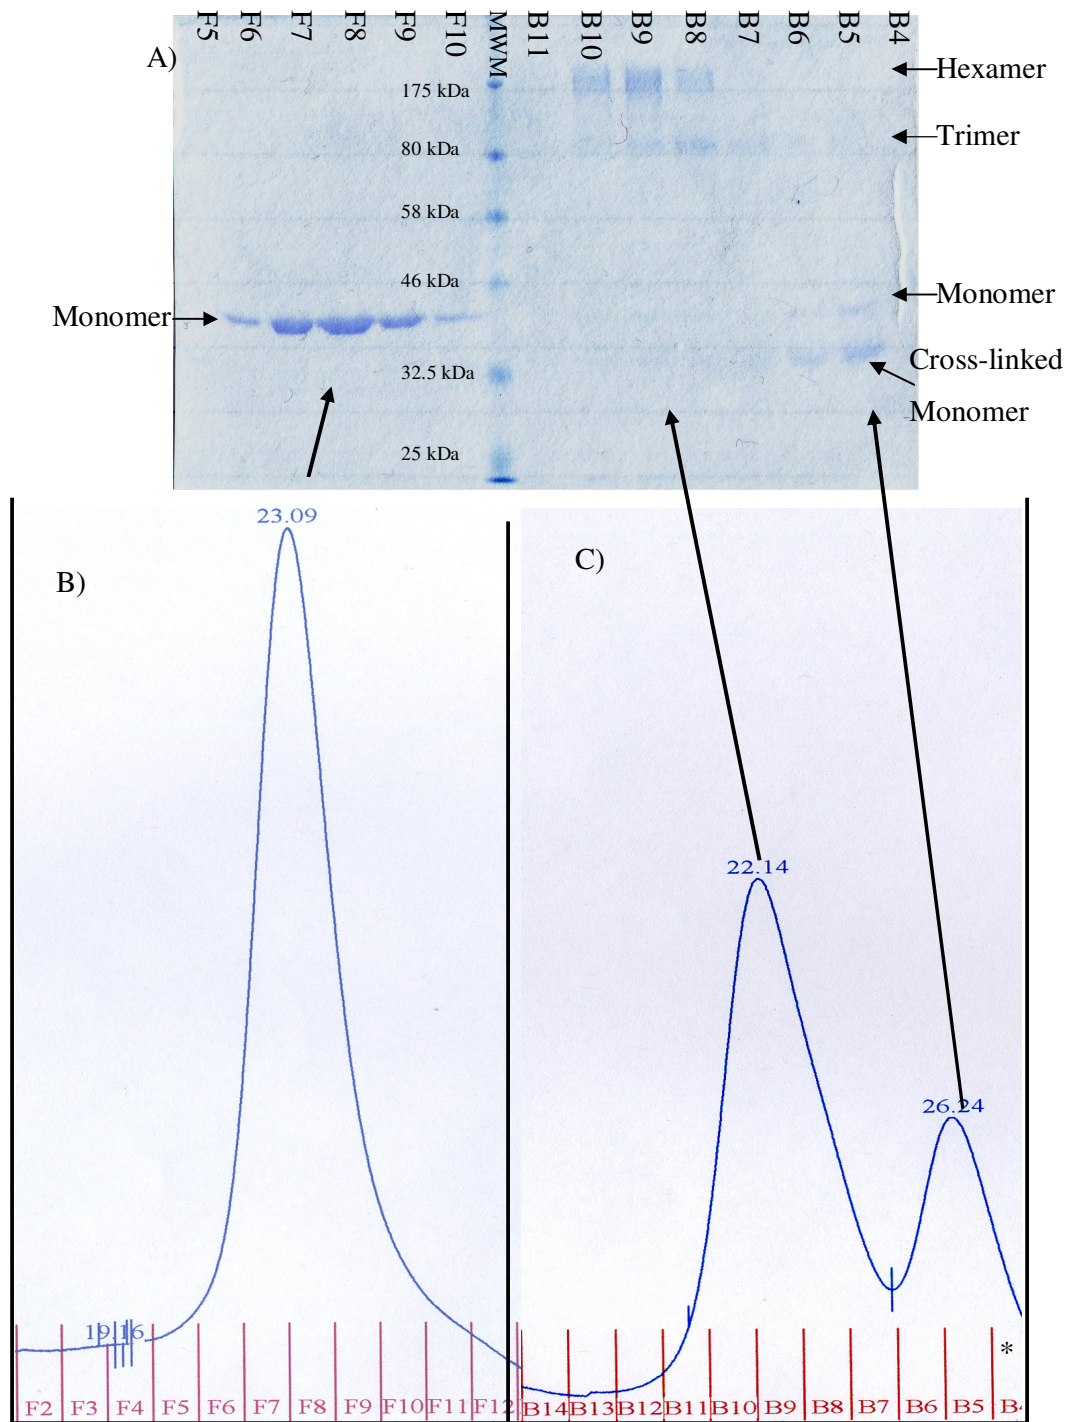 F5 F6 F7 F8 F9 F10 MWM B11 B10 B9 B8 B7 B6 B5 B4
A)
Hexamer
175 kDa
Trimer
80 kDa
58 kDa
46 kDa
Monomer
Monomer
Cross-linked
32.5 kDa
Monomer
25 kDa
23.09
B)
C)
22.14
26.24
19.16
*
F2 F3 F4 F5 F6 F7 F8 F9 F10 F11 F12
B14 B13 B12 B11 B10 B9 B8 B7 B6 B5